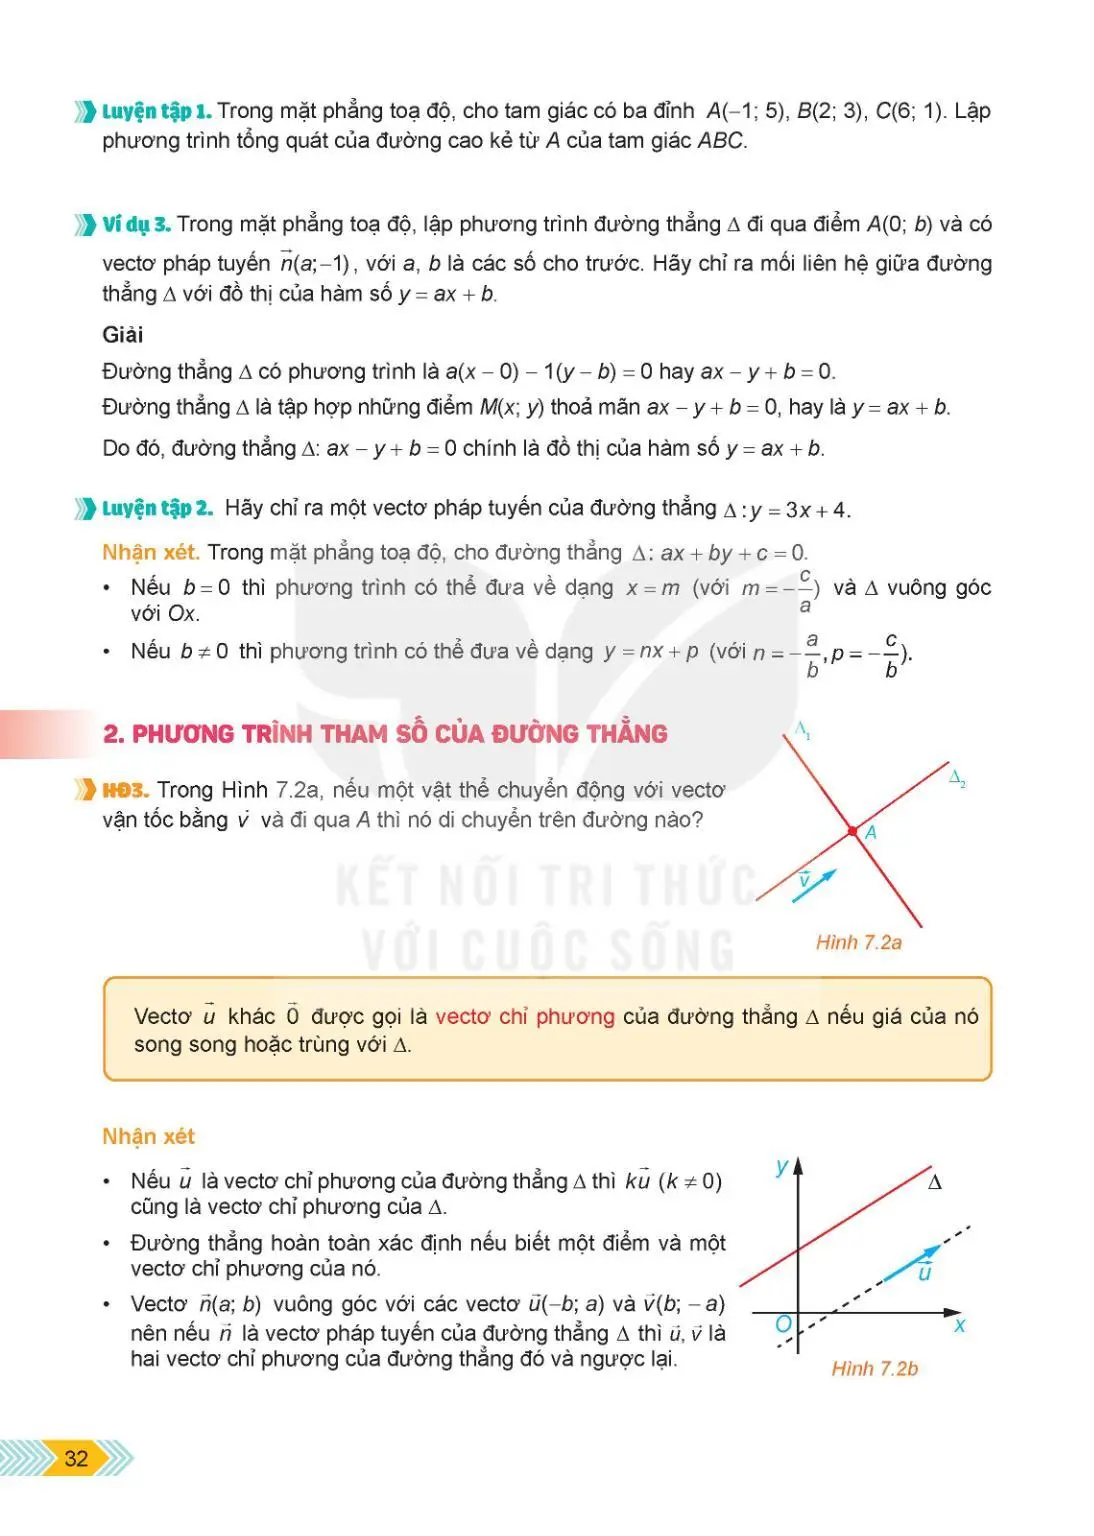 Luyện tập 1. Trong mặt phẳng toạ độ, cho tam giác có ba đỉnh A(–1; 5), B(2; 3), C(6; 1). Lập
phương trình tổng quát của đường cao kẻ từ A của tam giác ABC.
Ví dụ 3. Trong mặt phẳng toạ độ, lập phương trình đường thẳng Δ đi qua điểm A(0; b) và có
vectơ pháp tuyến n⃗(a;–1), với a, b là các số cho trước. Hãy chỉ ra mối liên hệ giữa đường
thẳng Δ với đồ thị của hàm số y = ax + b.
Giải
Đường thẳng Δ có phương trình là a(x – 0) – 1(y – b) = 0 hay ax – y + b = 0.
Đường thẳng Δ là tập hợp những điểm M(x; y) thoả mãn ax – y + b = 0, hay là y = ax + b.
Do đó, đường thẳng Δ: ax – y + b = 0 chính là đồ thị của hàm số y = ax + b.
Luyện tập 2. Hãy chỉ ra một vectơ pháp tuyến của đường thẳng Δ : y = 3x + 4.
Nhận xét. Trong mặt phẳng toạ độ, cho đường thẳng Δ: ax + by + c = 0.
• Nếu b = 0 thì phương trình có thể đưa về dạng x = m (với m = –c/a) và Δ vuông góc
với Ox.
• Nếu b ≠ 0 thì phương trình có thể đưa về dạng y = nx + p (với n = –a/b, p = –c/b).
2. PHƯƠNG TRÌNH THAM SỐ CỦA ĐƯỜNG THẲNG
HĐ3. Trong Hình 7.2a, nếu một vật thể chuyển động với vectơ
vận tốc bằng v⃗ và đi qua A thì nó di chuyển trên đường nào?
Δ₁
Δ₂
A
v⃗
Hình 7.2a
KẾT NỐI TRI THỨC
VỚI CUỘC SỐNG
Vectơ u⃗ khác 0⃗ được gọi là vectơ chỉ phương của đường thẳng Δ nếu giá của nó
song song hoặc trùng với Δ.
Nhận xét
• Nếu u⃗ là vectơ chỉ phương của đường thẳng Δ thì ku⃗ (k ≠ 0)
cũng là vectơ chỉ phương của Δ.
• Đường thẳng hoàn toàn xác định nếu biết một điểm và một
vectơ chỉ phương của nó.
• Vectơ n⃗(a; b) vuông góc với các vectơ u⃗(–b; a) và v⃗(b; – a)
nên nếu n⃗ là vectơ pháp tuyến của đường thẳng Δ thì u⃗, v⃗ là
hai vectơ chỉ phương của đường thẳng đó và ngược lại.
y
Δ
u⃗
O
x
Hình 7.2b
32